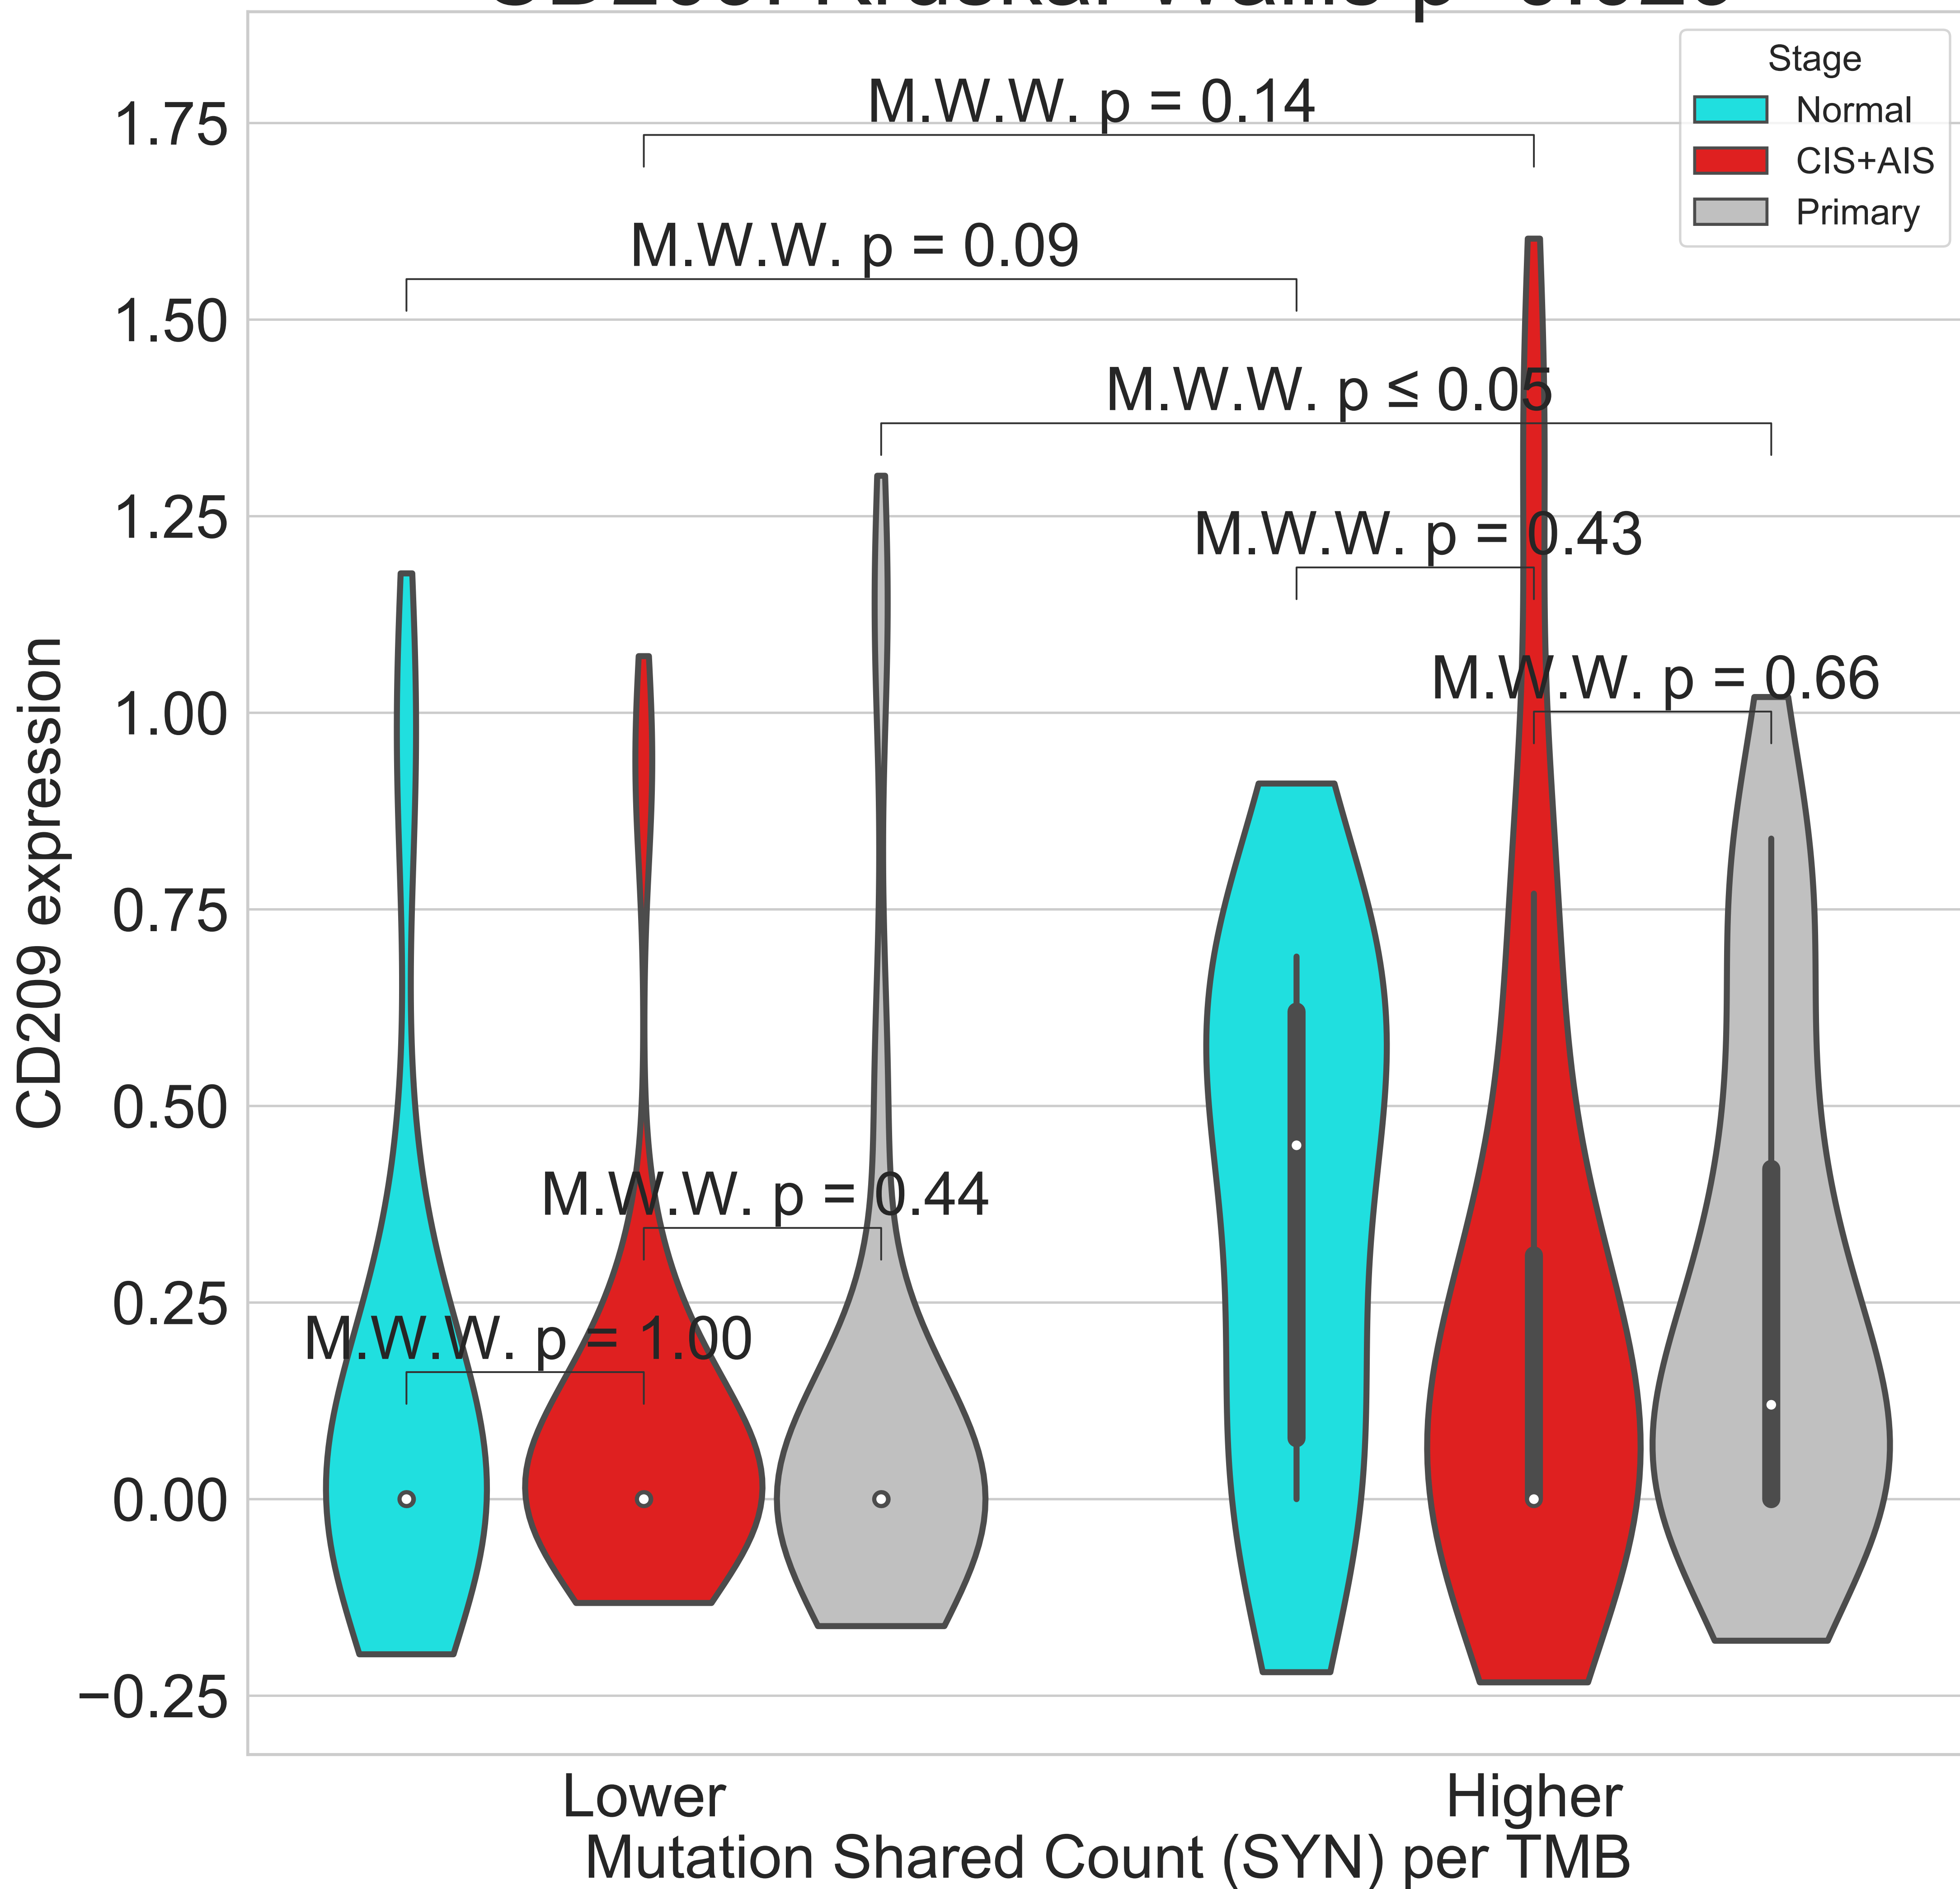 Stage
Normal
CIS+AIS
Primary
M.W.W. p = 0.14
M.W.W. p = 0.09
M.W.W. p ≤ 0.05
M.W.W. p = 0.43
M.W.W. p = 0.66
M.W.W. p = 0.44
M.W.W. p = 1.00
1.75
1.50
1.25
1.00
0.75
0.50
0.25
0.00
−0.25
CD209 expression
Lower
Higher
Mutation Shared Count (SYN) per TMB